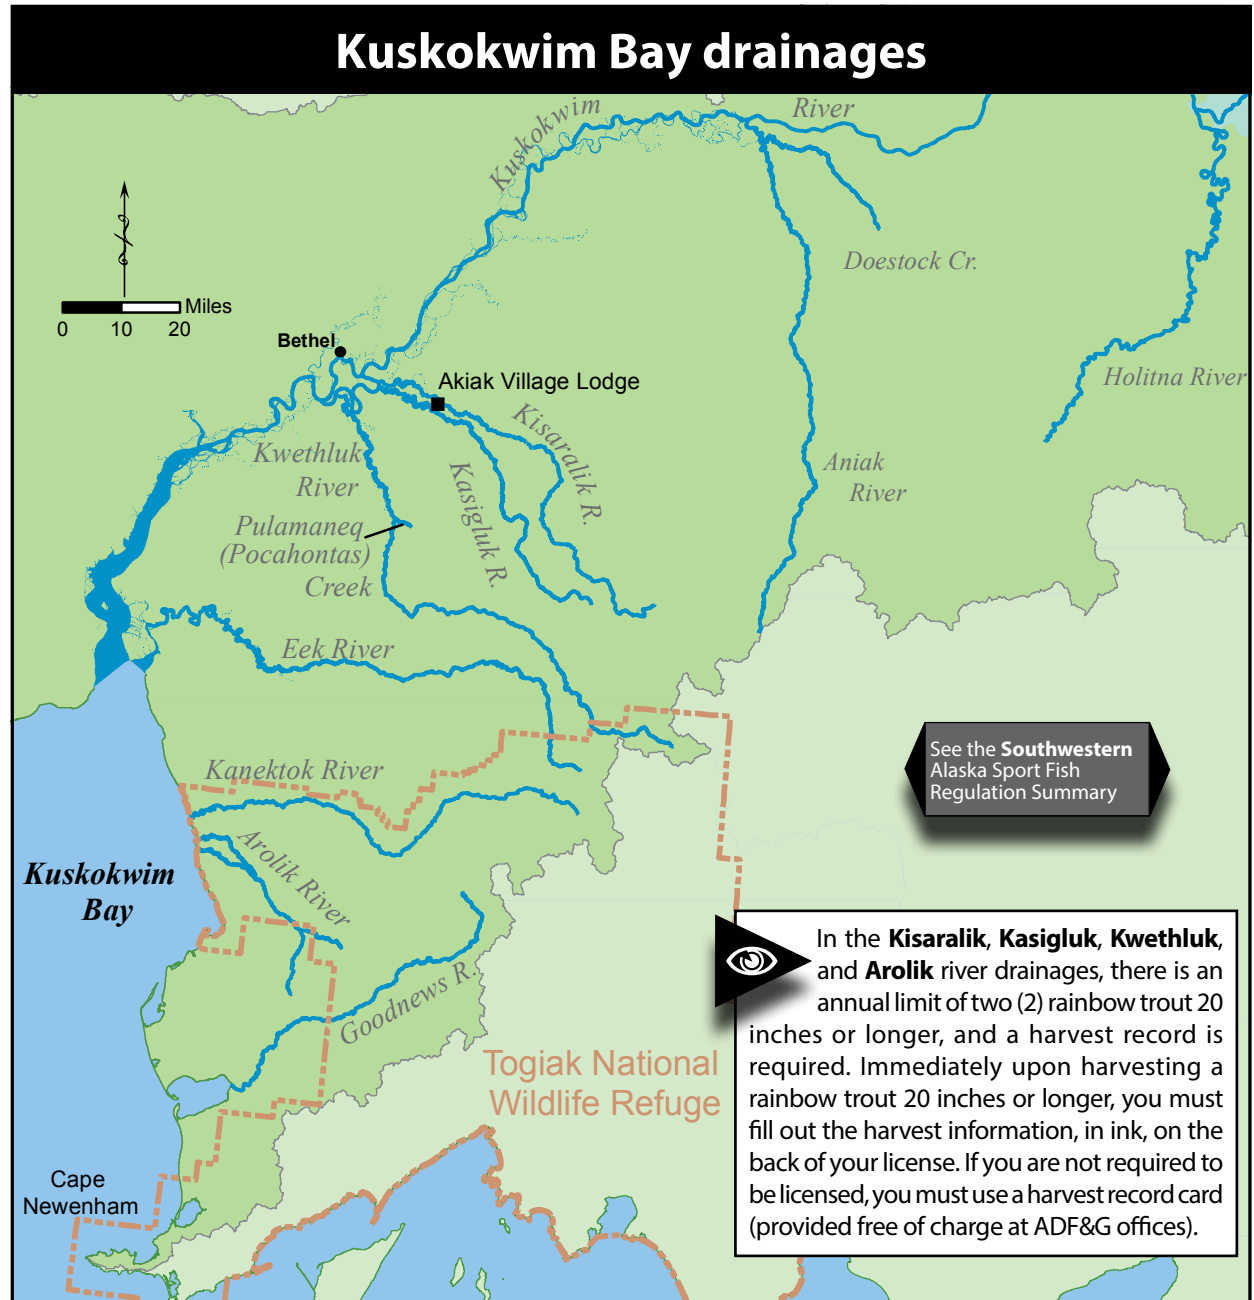 Kuskokwim Bay drainages
Kuskokwim
River
Doestock Cr.
Miles
0 10 20
Bethel
Akiak Village Lodge
Holitna River
Kisaralik R.
Kwethluk
River
Kasigluk R.
Aniak
River
Pulamaneq
(Pocahontas)
Creek
Eek River
See the Southwestern
Alaska Sport Fish
Regulation Summary
Kanektok River
Arolik River
Kuskokwim
Bay
Goodnews R.
In the Kisaralik, Kasigluk, Kwethluk,
and Arolik river drainages, there is an
annual limit of two (2) rainbow trout 20
inches or longer, and a harvest record is
required. Immediately upon harvesting a
rainbow trout 20 inches or longer, you must
fill out the harvest information, in ink, on the
back of your license. If you are not required to
be licensed, you must use a harvest record card
(provided free of charge at ADF&G offices).
Togiak National
Wildlife Refuge
Cape
Newenham